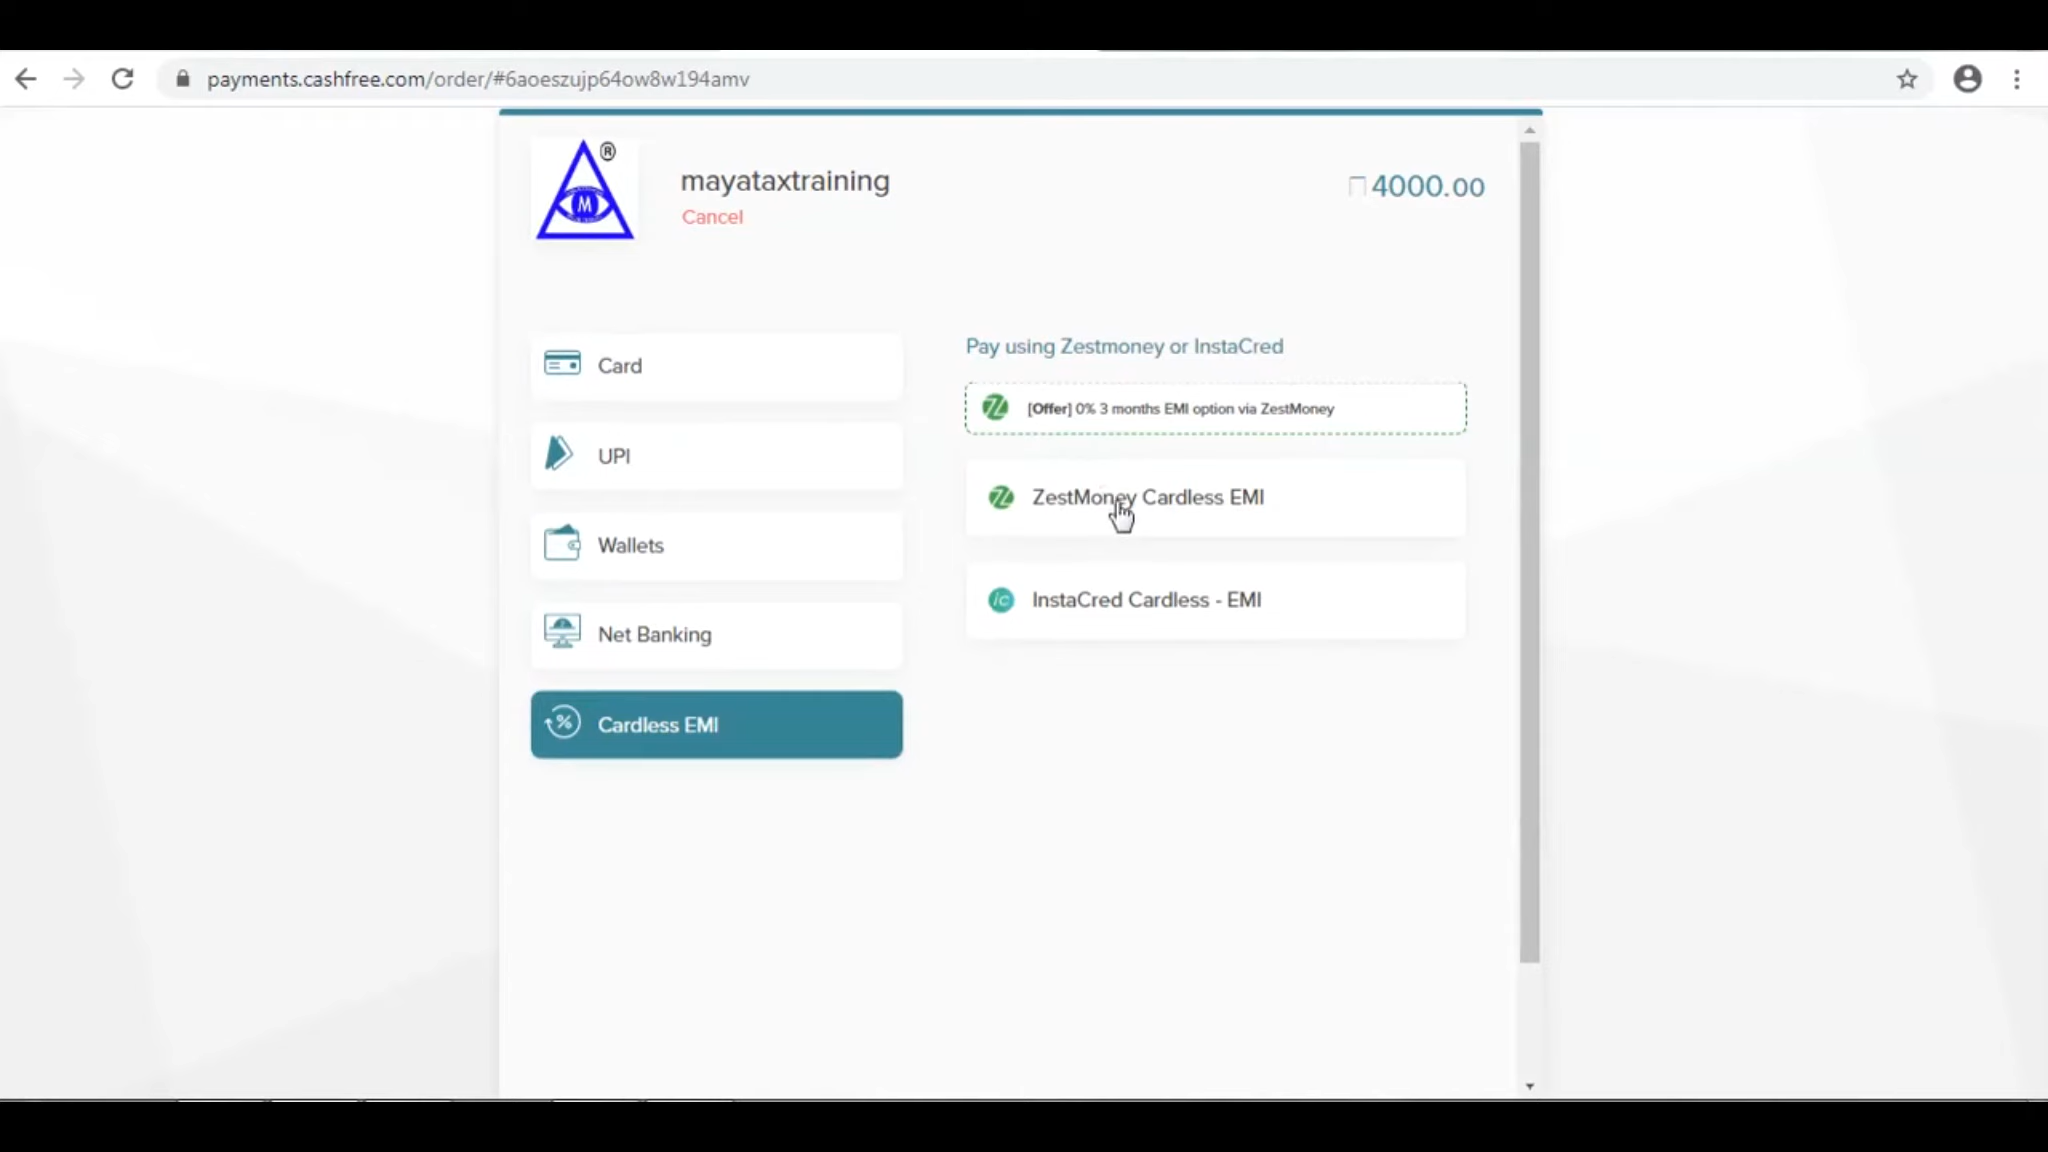 payments.cashfree.com/order/#6aoeszujp64ow8w194amv
®
M
mayataxtraining
4000.00
Cancel
Card
UPI
Wallets
Net Banking
Cardless EMI
Pay using Zestmoney or InstaCred
[Offer] 0% 3 months EMI option via ZestMoney
ZestMoney Cardless EMI
ic InstaCred Cardless - EMI